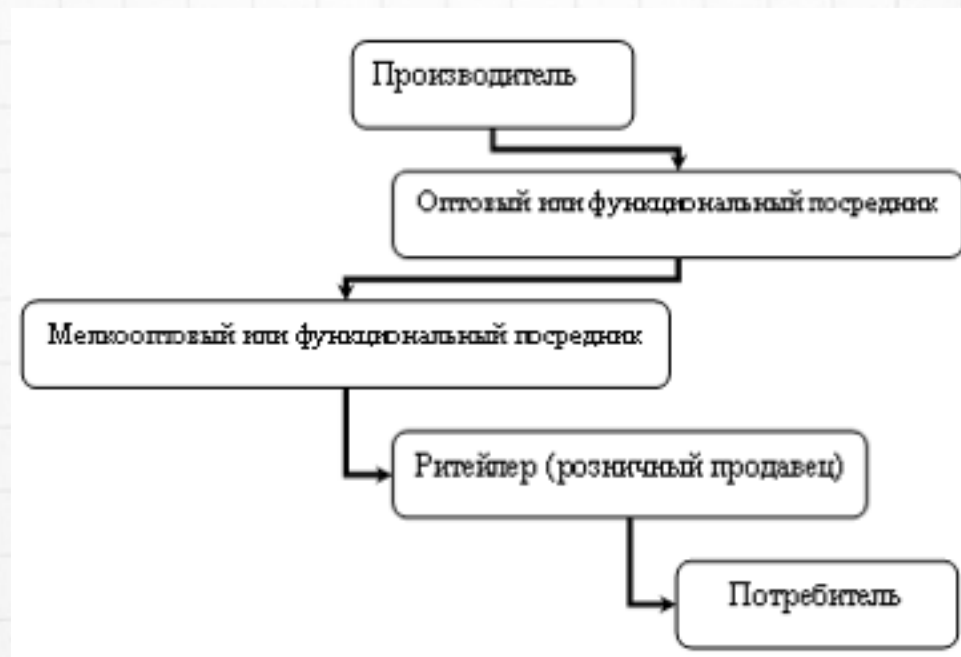 Производитель
Оптовый или функциональный посредник
Мелкооптовый или функциональный посредник
Ритейлер (розничный продавец)
Потребитель